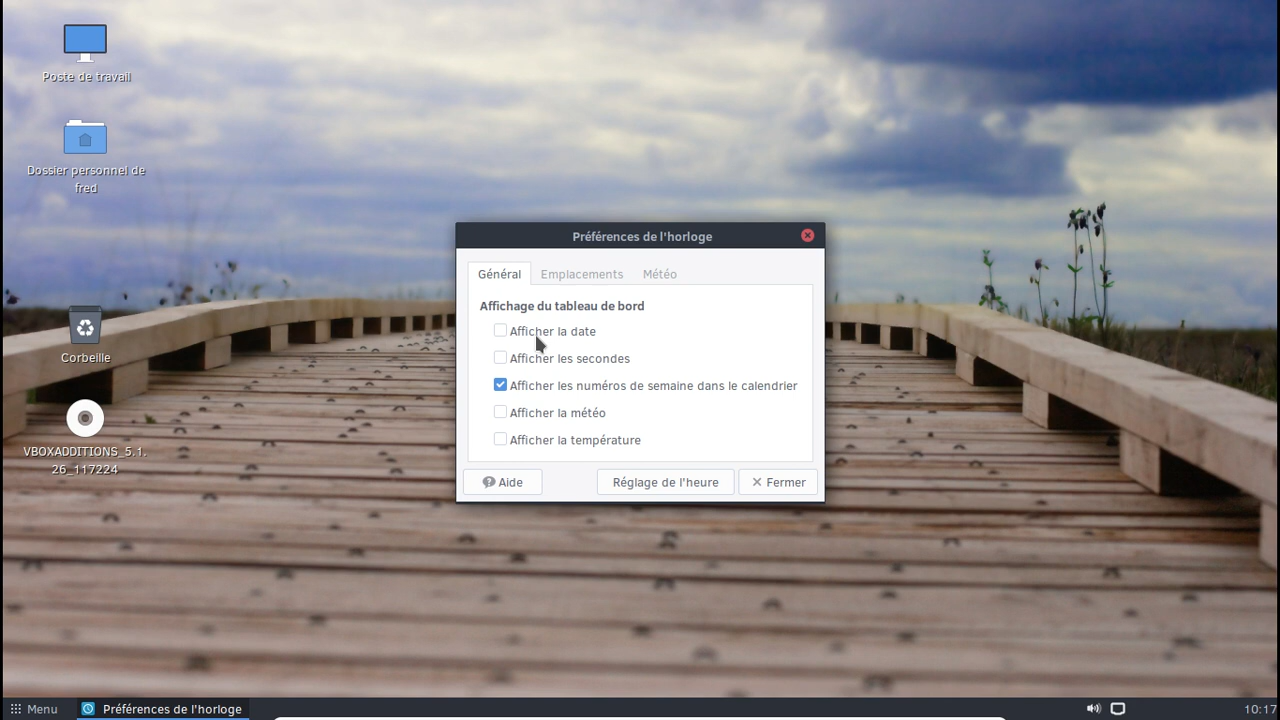 Poste de travail
Dossier personnel de
fred
Corbeille
VBOXADDITIONS_5.1.
26_117224
Préférences de l'horloge
Général Emplacements Météo
Affichage du tableau de bord
Afficher la date
Afficher les secondes
Afficher les numéros de semaine dans le calendrier
Afficher la météo
Afficher la température
Aide Réglage de l'heure Fermer
Menu Préférences de l'horloge 10:17